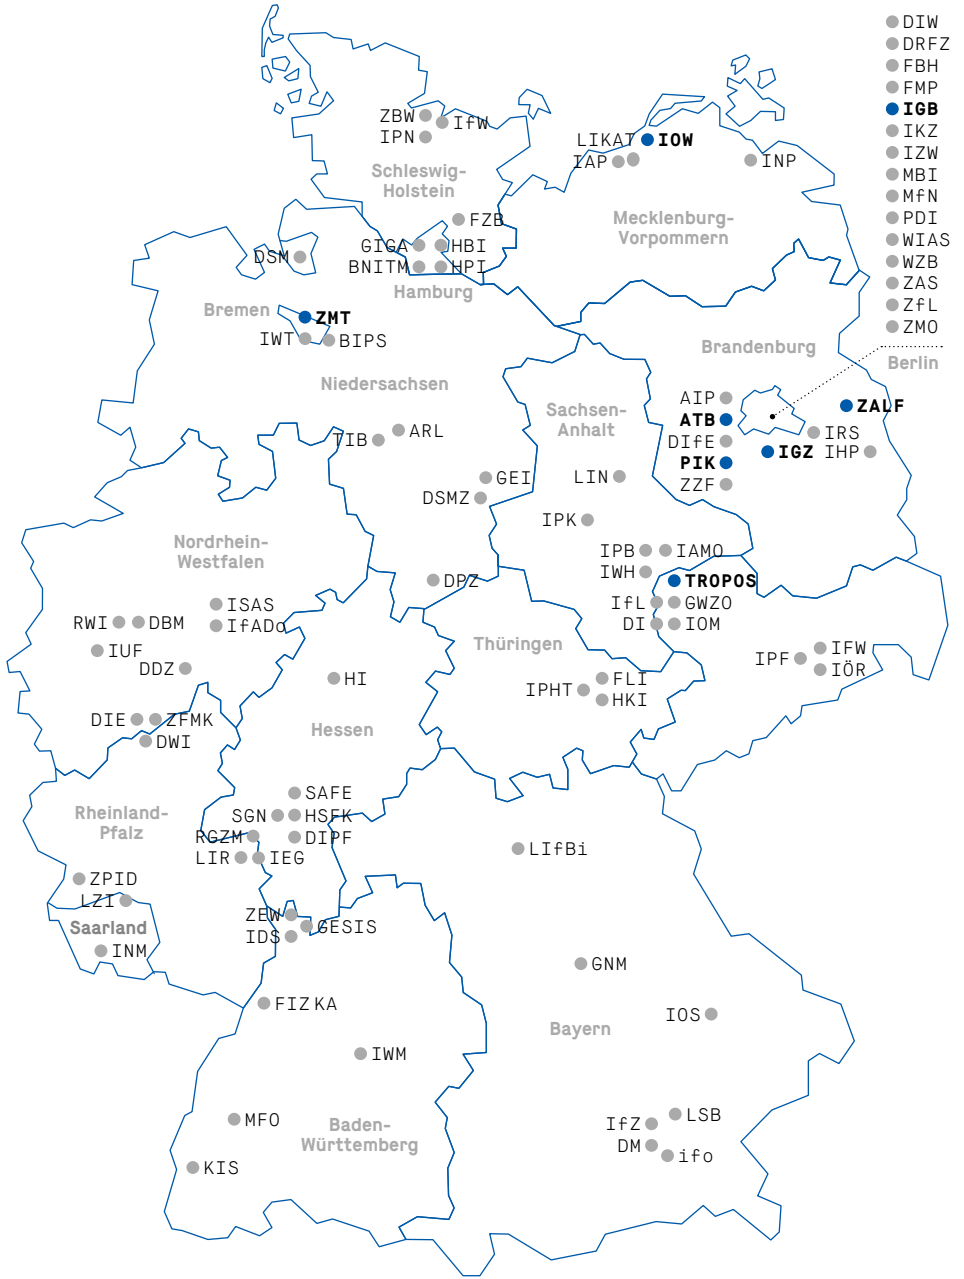 DIW
DRFZ
FBH
FMP
IGB
IKZ
IZW
MBI
MfN
PDI
WIAS
WZB
ZAS
ZfL
ZMO
Berlin
ZBW
IfW
IPN
Schleswig-
Holstein
LIKAT
IOW
IAP
INP
Mecklenburg-
Vorpommern
FZB
GIGA
HBI
BNITM
HPI
Hamburg
DSM
Bremen
ZMT
IWT
BIPS
Niedersachsen
TIB
ARL
GEI
DSMZ
DPZ
Brandenburg
AIP
ATB
DIfE
PIK
ZZF
ZALF
IRS
IGZ
IHP
Sachsen-
Anhalt
LIN
IPK
IPB
IAMO
IWH
TROPOS
IfL
GWZO
DI
IOM
IFW
IPF
IÖR
Thüringen
FLI
IPHT
HKI
Nordrhein-
Westfalen
ISAS
RWI
DBM
IfADo
IUF
DDZ
DIE
ZFMK
DWI
HI
Hessen
SAFE
SGN
HSFK
RGZM
DIPF
LIR
IEG
Rheinland-
Pfalz
ZPID
LZI
Saarland
INM
ZEW
GESIS
IDS
FIZ KA
IWM
MFO
Baden-
Württemberg
KIS
LIfBi
GNM
IOS
Bayern
LSB
IfZ
DM
ifo